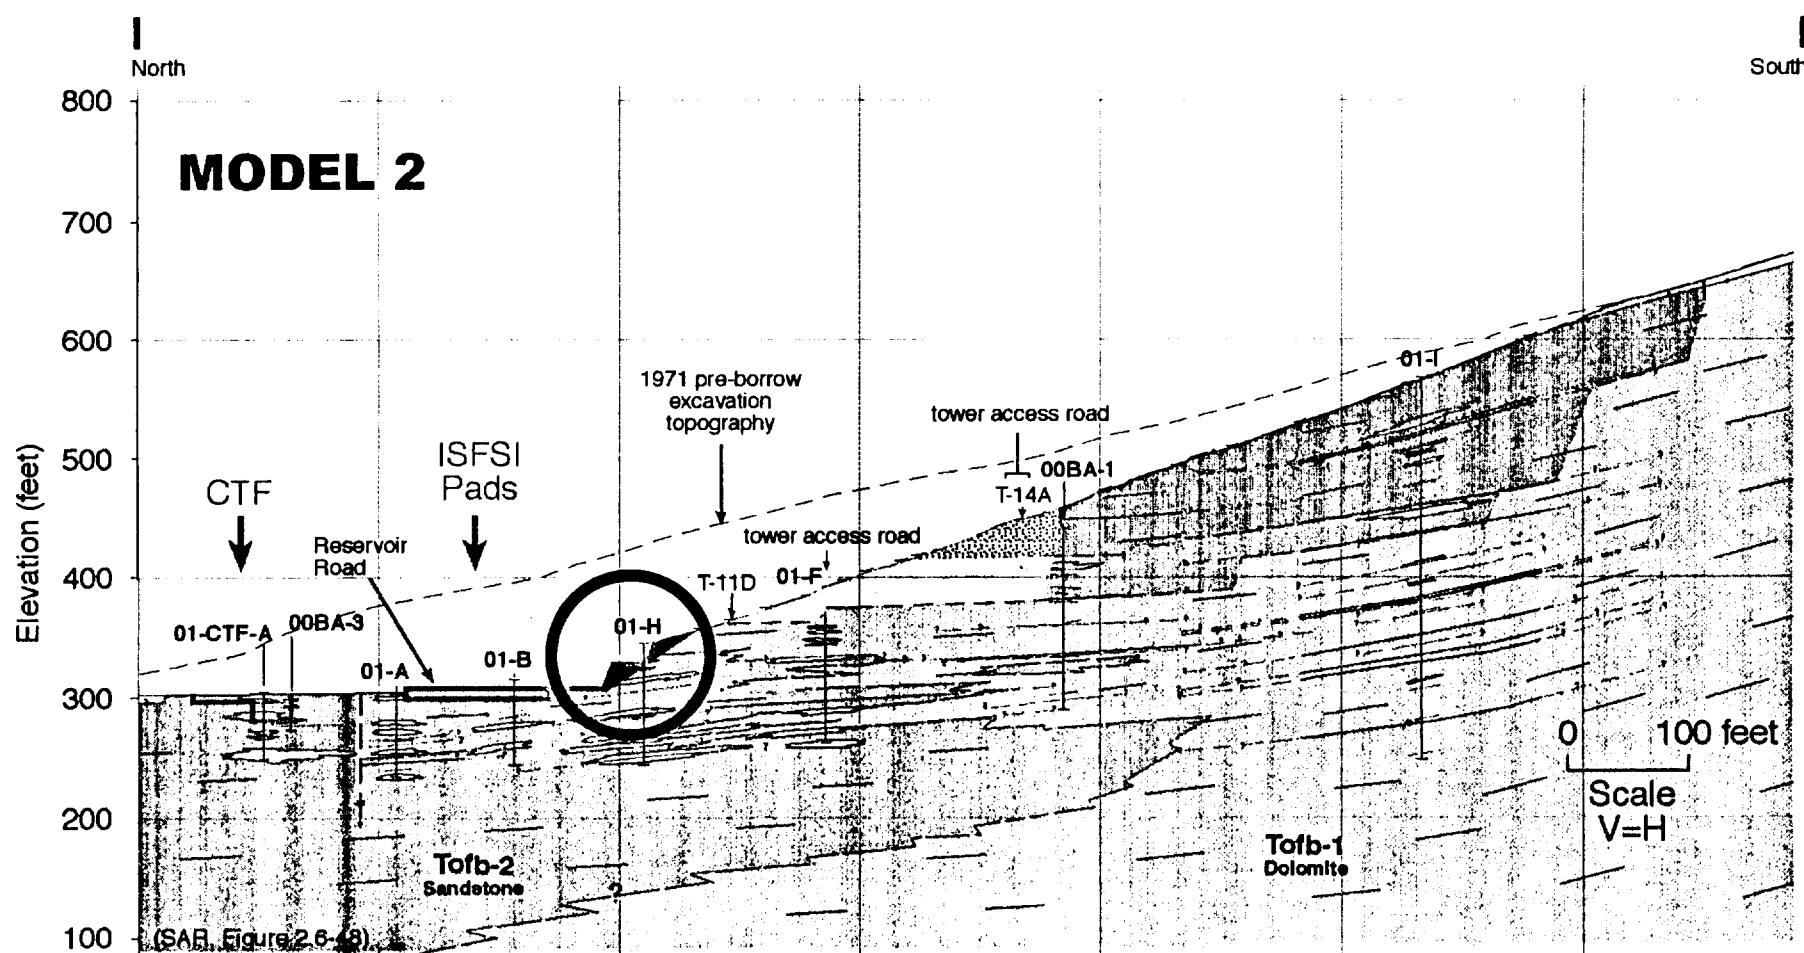 North
South
800
MODEL 2
700
600
01-I
1971 pre-borrow
excavation
topography
tower access road
Elevation (feet)
500
ISFSI
Pads
00BA-1
CTF
T-14A
Reservoir
Road
tower access road
400
01-F
T-11D
01-CTF-A
00BA-3
01-H
01-B
01-A
300
0
100 feet
Scale
V=H
200
Tofb-2
Sandstone
Tofb-1
Dolomite
?
100
(SAR, Figure 2.6-48)